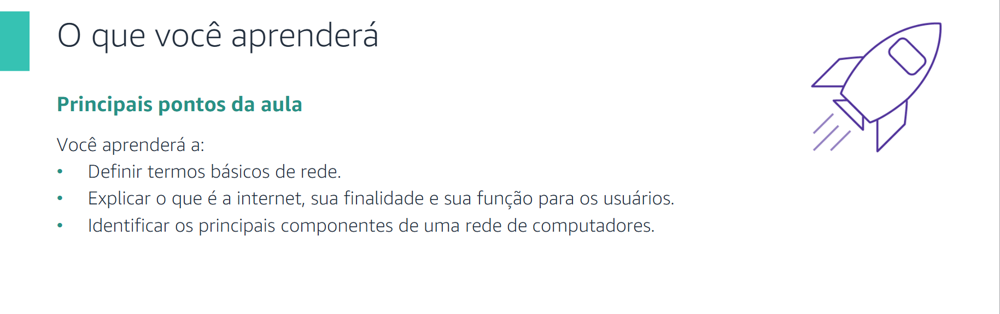 O que você aprenderá
Principais pontos da aula
Você aprenderá a:
• Definir termos básicos de rede.
• Explicar o que é a internet, sua finalidade e sua função para os usuários.
• Identificar os principais componentes de uma rede de computadores.